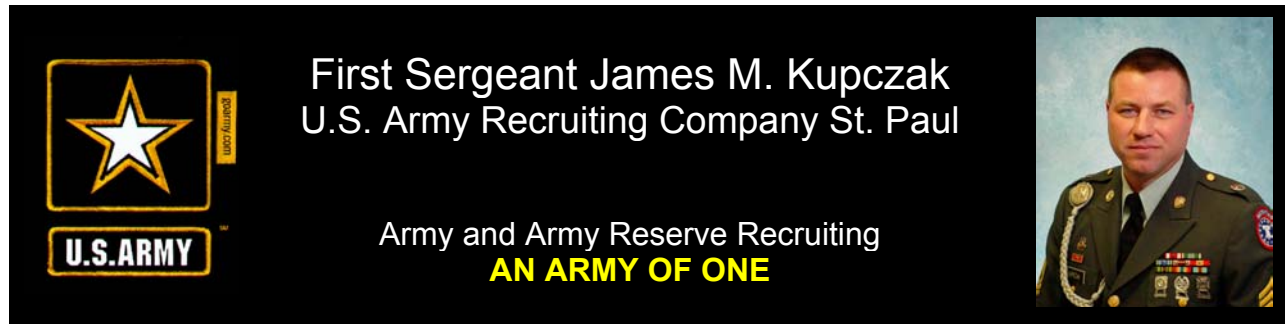 goarmy.com
U.S.ARMY
SM
First Sergeant James M. Kupczak
U.S. Army Recruiting Company St. Paul
Army and Army Reserve Recruiting
AN ARMY OF ONE